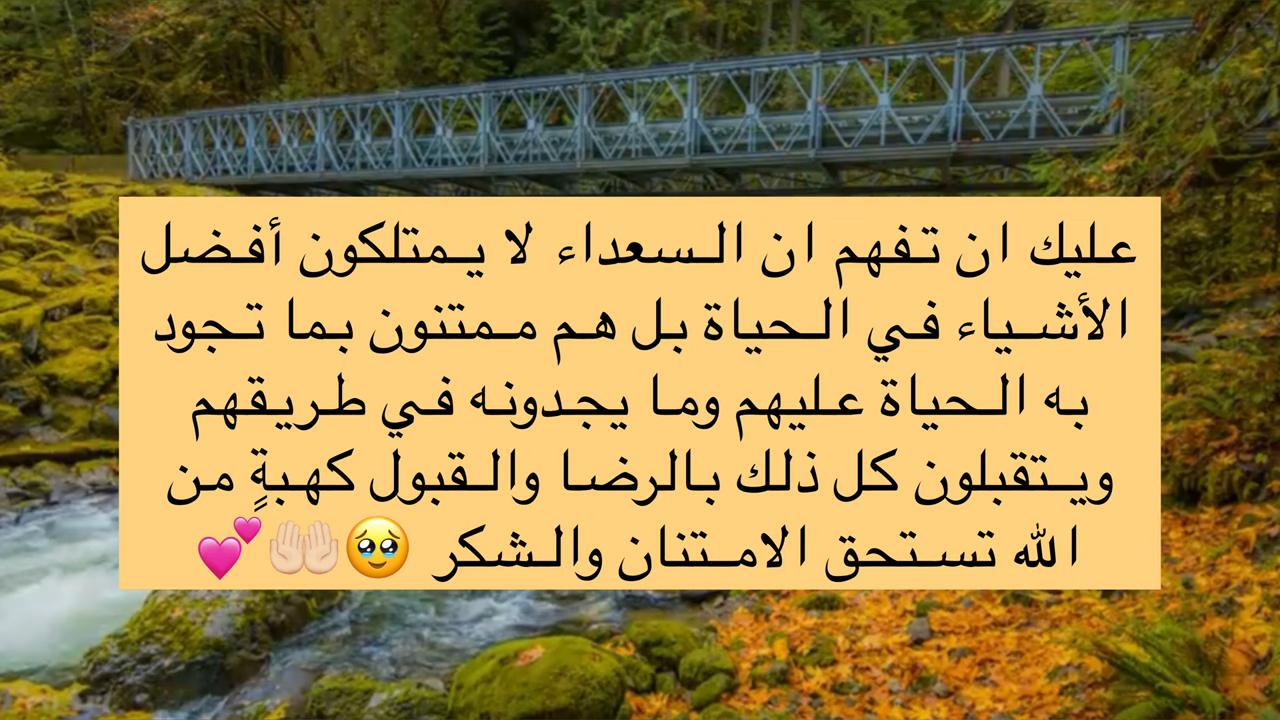 عليك ان تفهم ان السعداء لا يمتلكون أفضل
الأشياء في الحياة بل هم ممتنون بما تجود
به الحياة عليهم وما يجدونه في طريقهم
ويتقبلون كل ذلك بالرضا والقبول كهبةٍ من
الله تستحق الامتنان والشكر 🥹🤲🏻💕